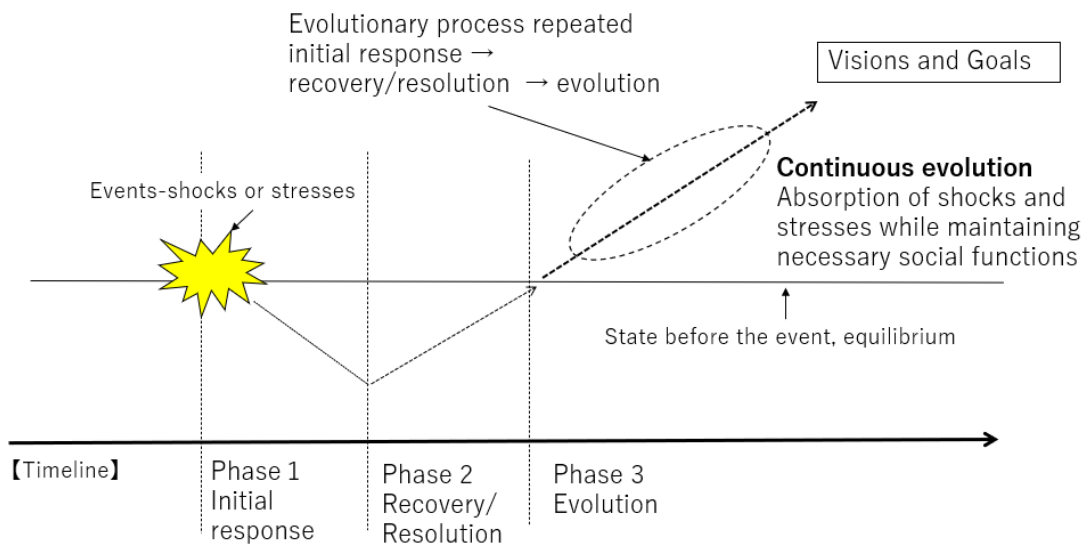 Evolutionary process repeated
initial response →
recovery/resolution → evolution
Visions and Goals
Events-shocks or stresses
Continuous evolution
Absorption of shocks and
stresses while maintaining
necessary social functions
State before the event, equilibrium
【Timeline】
Phase 1
Initial
response
Phase 2
Recovery/
Resolution
Phase 3
Evolution